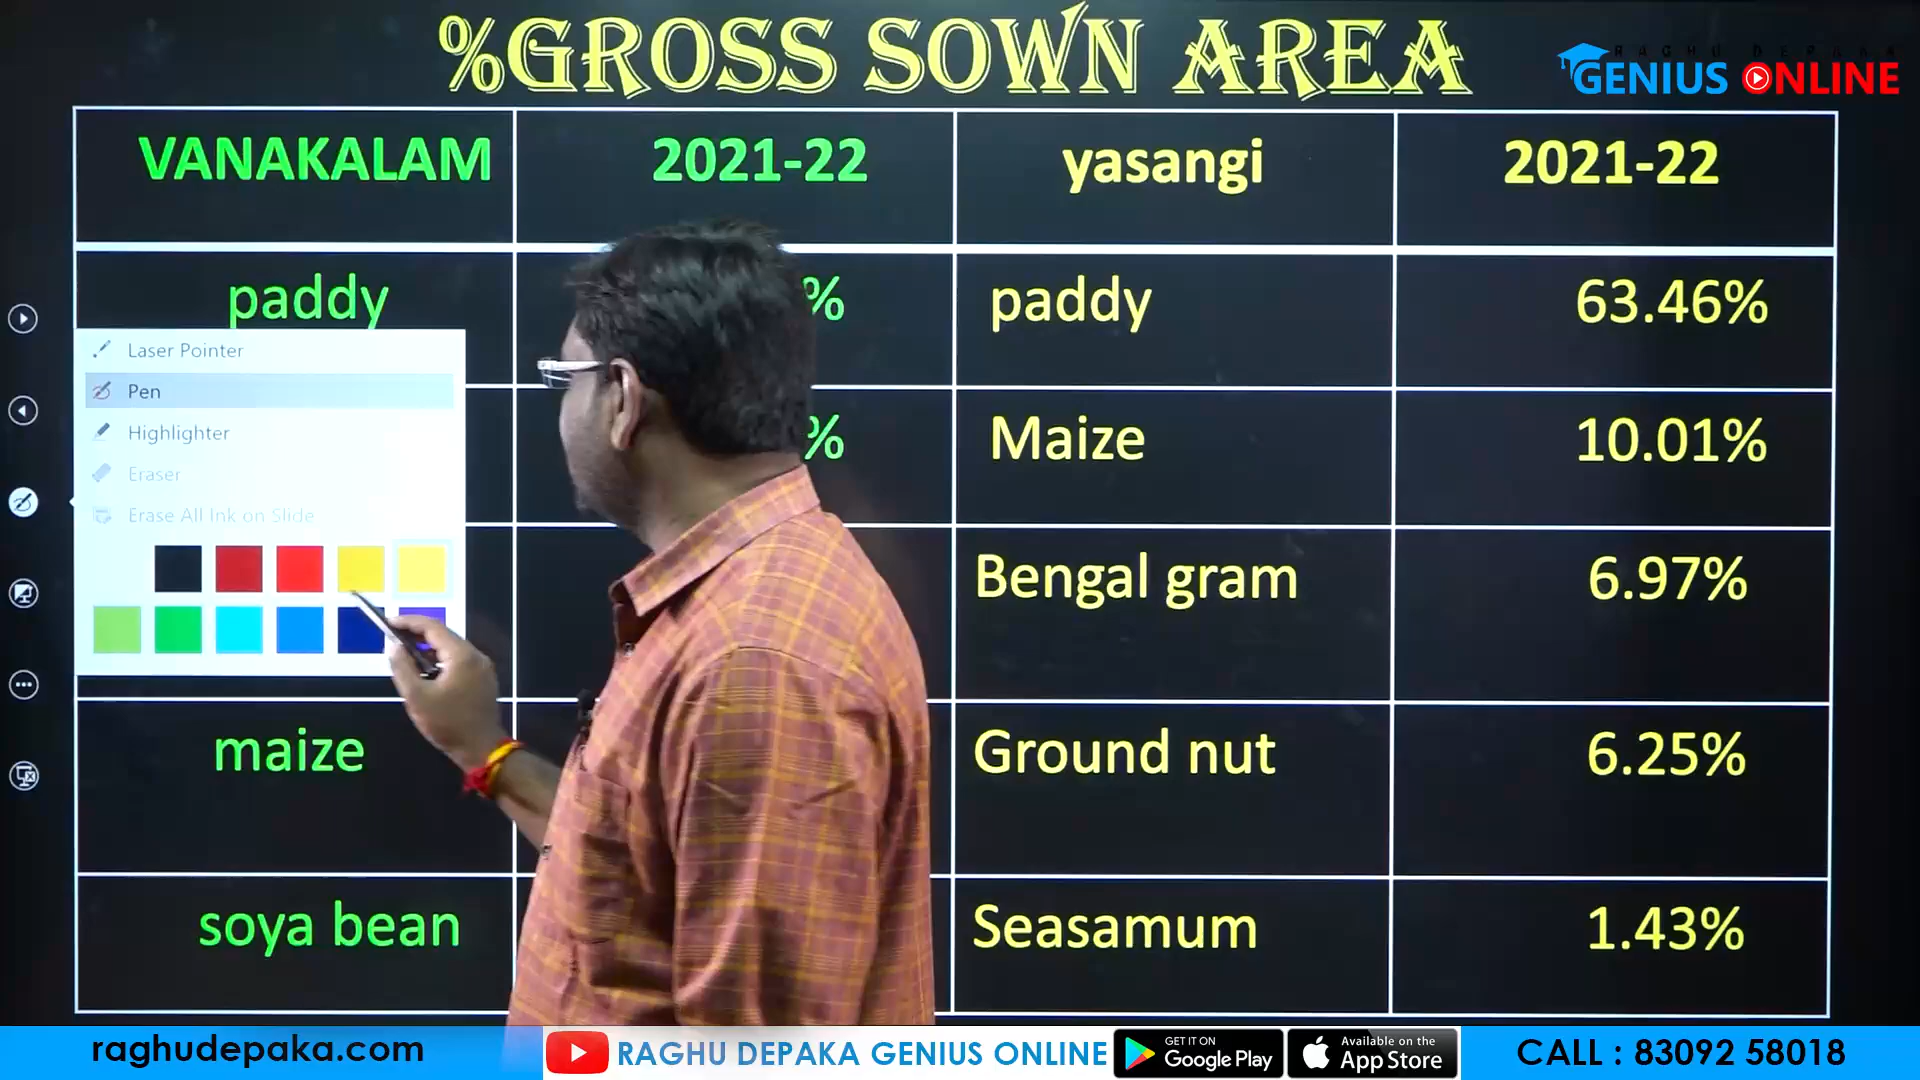 %GROSS SOWN AREA
RAGHU DEPAKA
GENIUS ONLINE
VANAKALAM 2021-22 yasangi 2021-22
paddy % paddy 63.46%
Laser Pointer
Pen
% Maize 10.01%
Highlighter
Eraser
Erase All Ink on Slide
Bengal gram 6.97%
maize Ground nut 6.25%
soya bean Seasamum 1.43%
raghudepaka.com
RAGHU DEPAKA GENIUS ONLINE
GET IT ON
Google Play
Available on the
App Store
CALL : 83092 58018